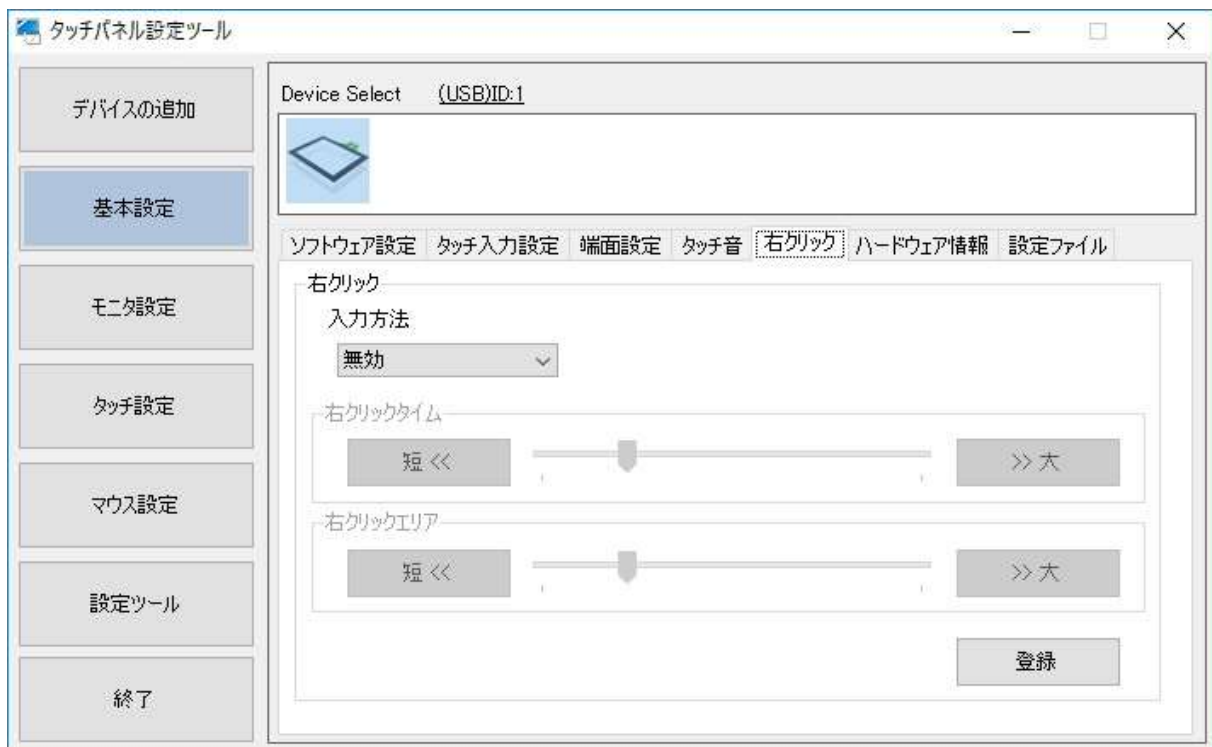 タッチパネル設定ツール
デバイスの追加
基本設定
モニタ設定
タッチ設定
マウス設定
設定ツール
終了
Device Select (USB)ID:1
ソフトウェア設定 タッチ入力設定 端面設定 タッチ音 右クリック ハードウェア情報 設定ファイル
右クリック
入力方法
無効
右クリックタイム
短 << >>大
右クリックエリア
短 << >> 大
登録